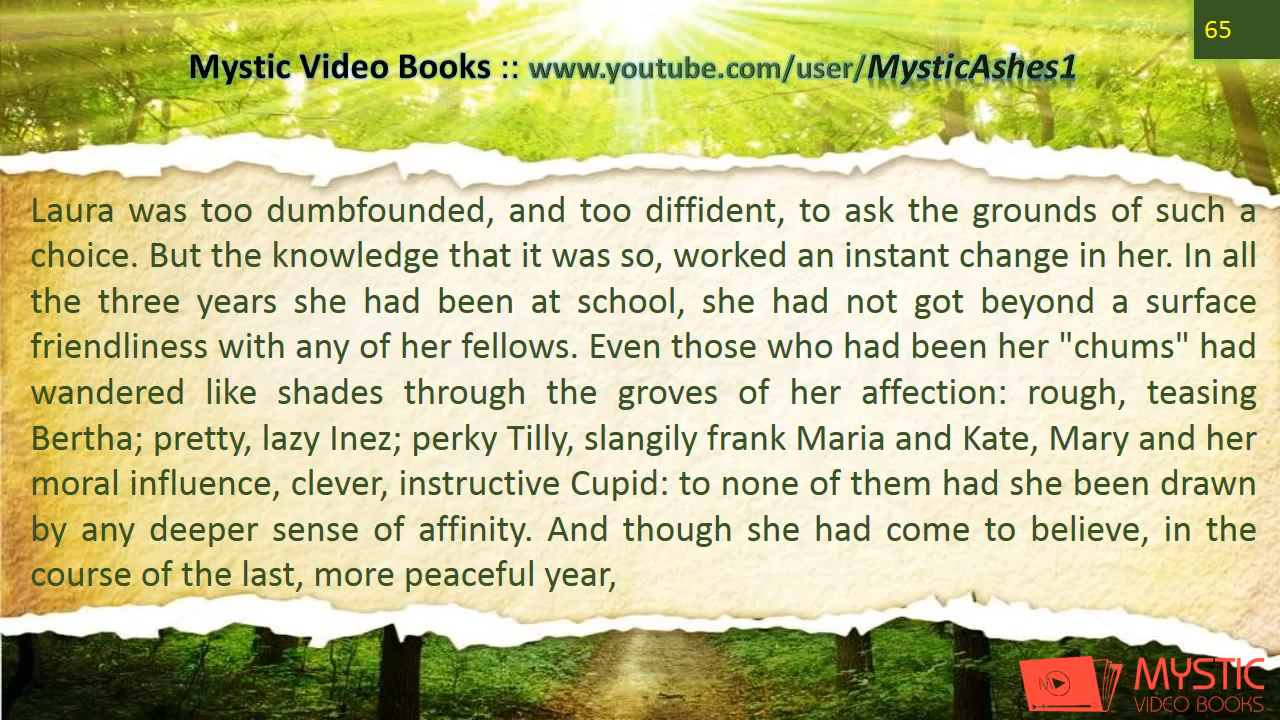 65
Mystic Video Books :: www.youtube.com/user/MysticAshes1
Laura was too dumbfounded, and too diffident, to ask the grounds of such a
choice. But the knowledge that it was so, worked an instant change in her. In all
the three years she had been at school, she had not got beyond a surface
friendliness with any of her fellows. Even those who had been her "chums" had
wandered like shades through the groves of her affection: rough, teasing
Bertha; pretty, lazy Inez; perky Tilly, slangily frank Maria and Kate, Mary and her
moral influence, clever, instructive Cupid: to none of them had she been drawn
by any deeper sense of affinity. And though she had come to believe, in the
course of the last, more peaceful year,
MYSTIC
VIDEO BOOKS